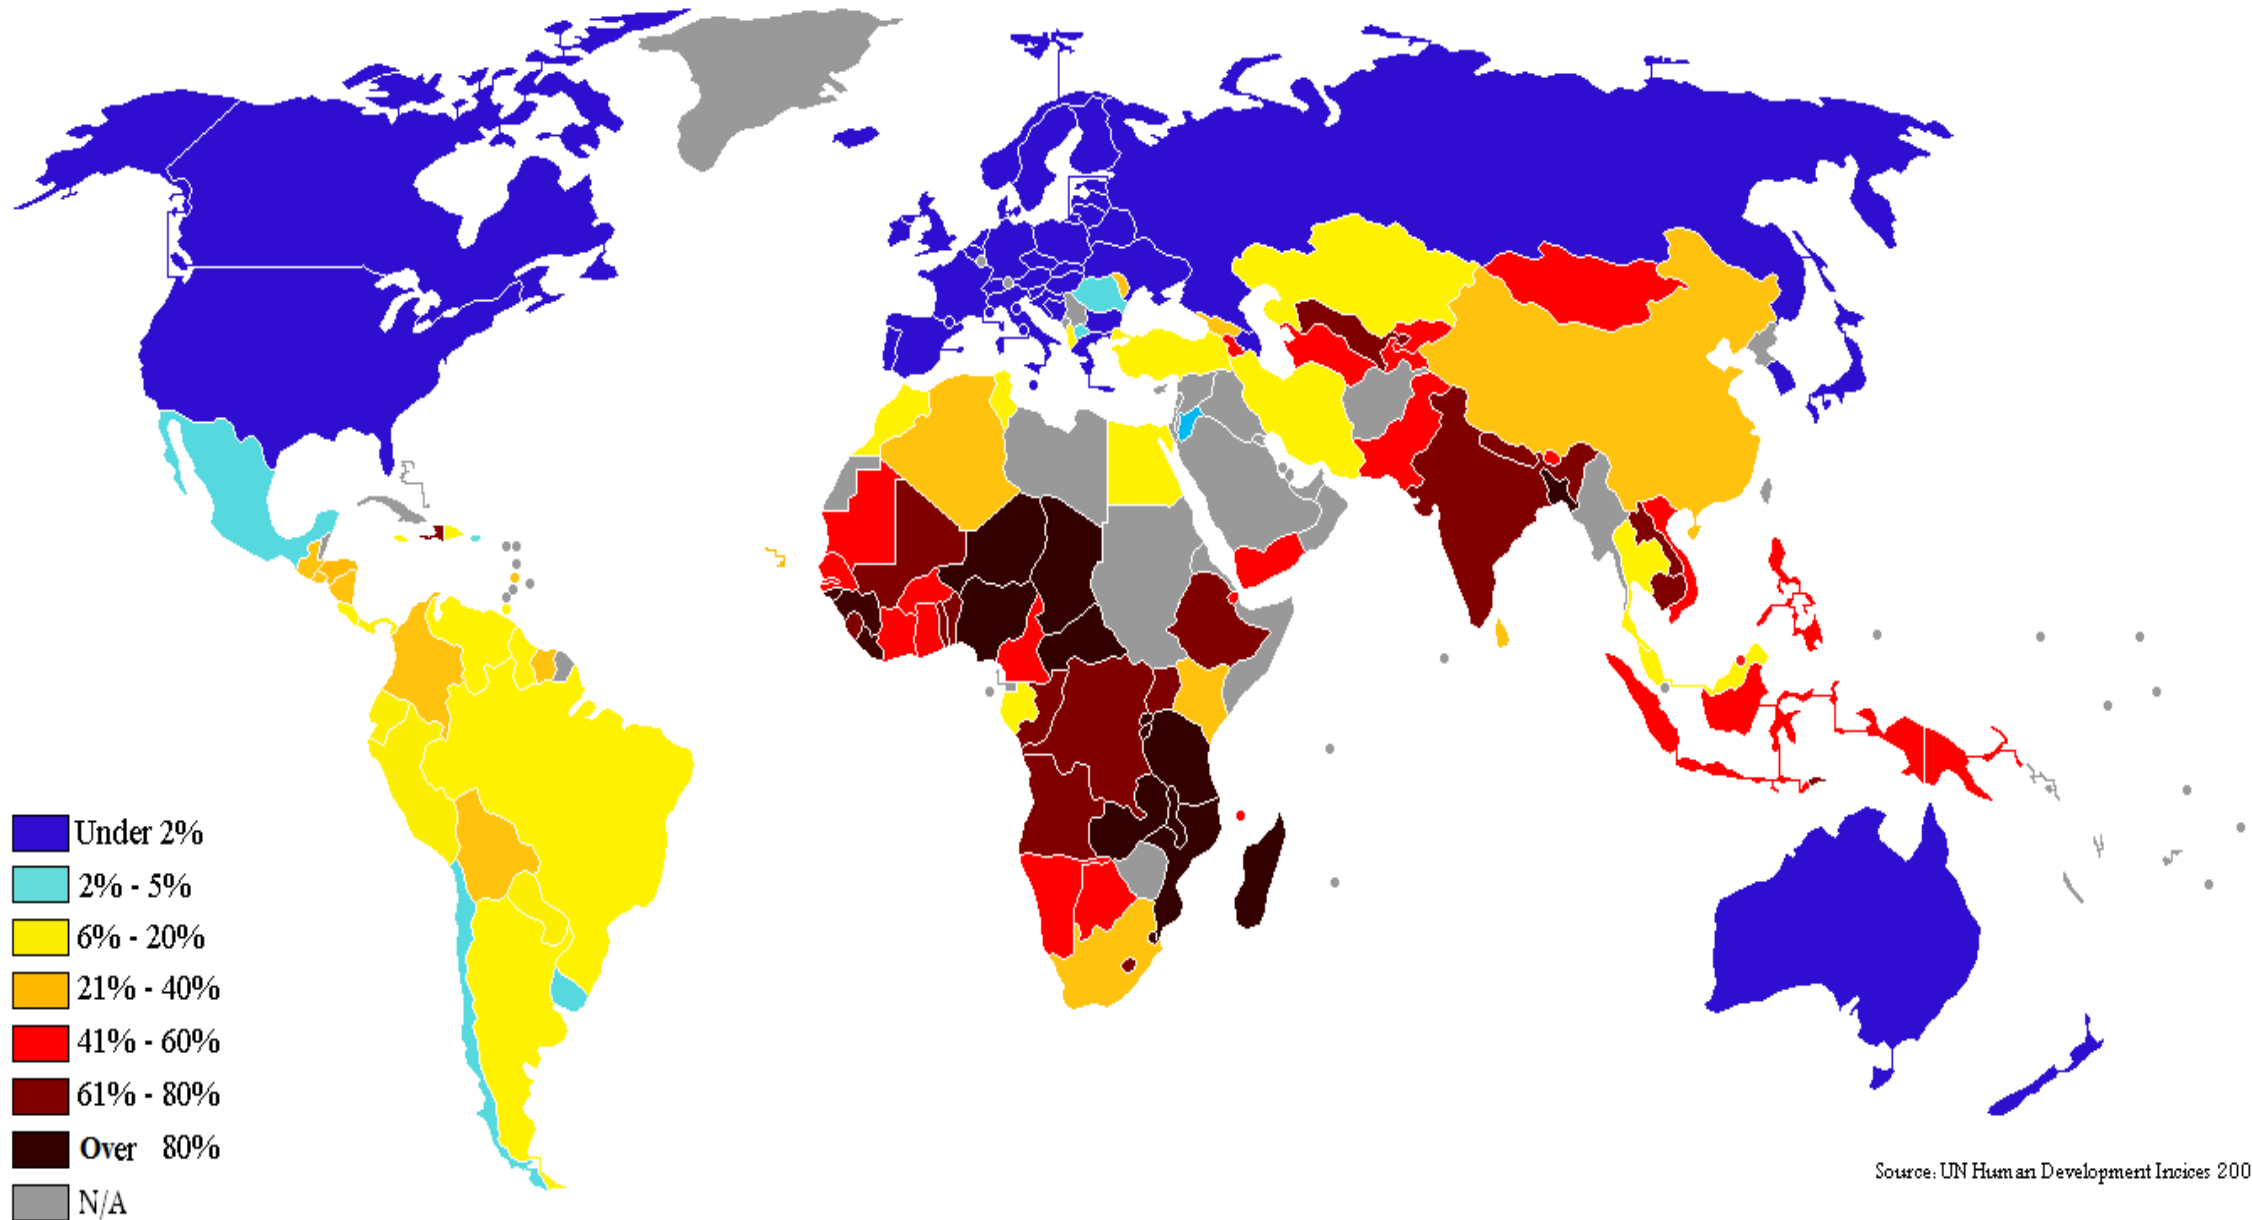 Under 2%
2% - 5%
6% - 20%
21% - 40%
41% - 60%
61% - 80%
Over 80%
N/A
Source: UN Human Development Incices 200